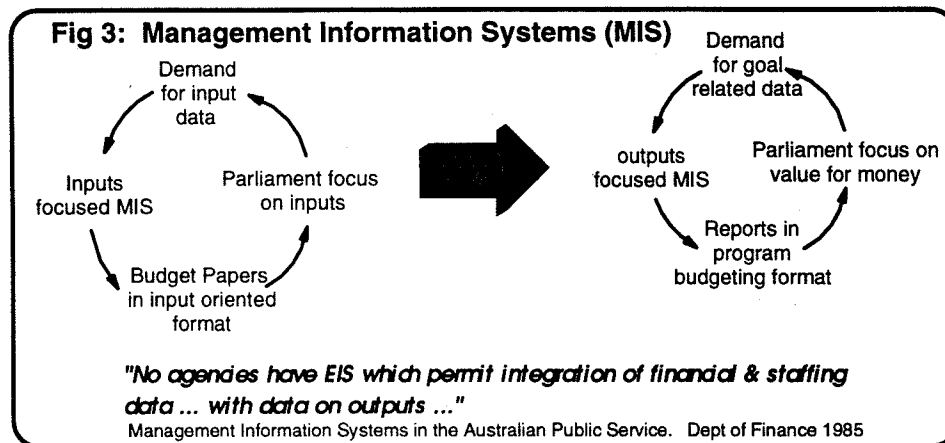 Fig 3: Management Information Systems (MIS)
Demand
for input
data
Inputs
focused MIS
Parliament focus
on inputs
Budget Papers
in input oriented
format
Demand
for goal
related data
outputs
focused MIS
Parliament focus on
value for money
Reports in
program
budgeting format
"No agencies have EIS which permit integration of financial & staffing
data ... with data on outputs ..."
Management Information Systems in the Australian Public Service. Dept of Finance 1985